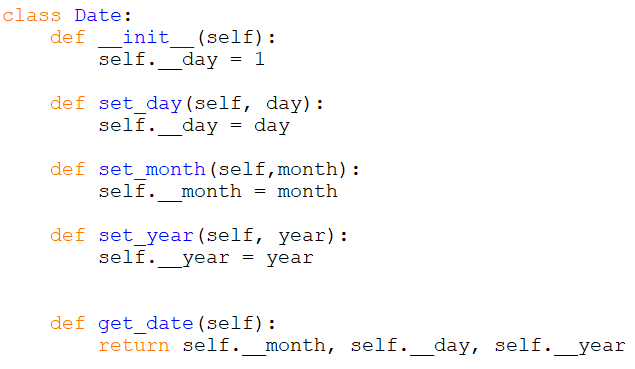 class Date:
    def __init__(self):
        self.__day = 1
    def set_day(self, day):
        self.__day = day
    def set_month(self,month):
        self.__month = month
    def set_year(self, year):
        self.__year = year
    def get_date(self):
        return self.__month, self.__day, self.__year